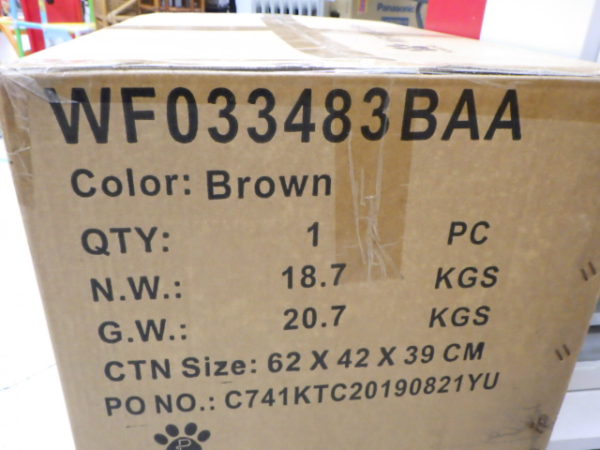 Panasonic
WF033483BAA
Color: Brown
QTY: 1 PC
N.W.: 18.7 KGS
G.W.: 20.7 KGS
CTN Size: 62 X 42 X 39 CM
PO NO.: C741KTC20190821YU
P